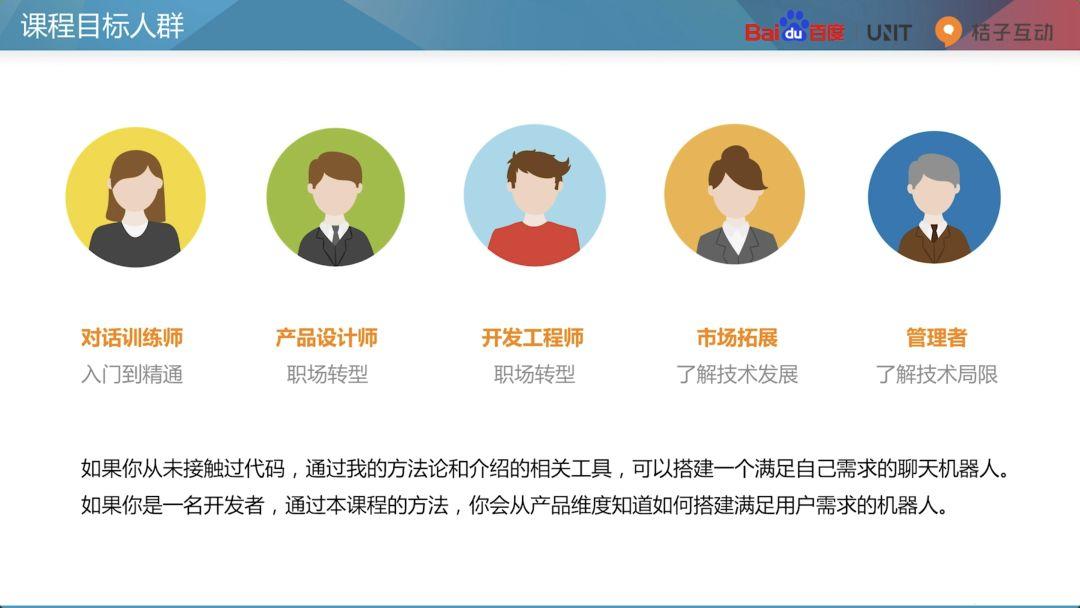 课程目标人群
Baidu百度 UNIT 桔子互动
对话训练师 产品设计师 开发工程师 市场拓展 管理者
入门到精通 职场转型 职场转型 了解技术发展 了解技术局限
如果你从未接触过代码，通过我的方法论和介绍的相关工具，可以搭建一个满足自己需求的聊天机器人。
如果你是一名开发者，通过本课程的方法，你会从产品维度知道如何搭建满足用户需求的机器人。